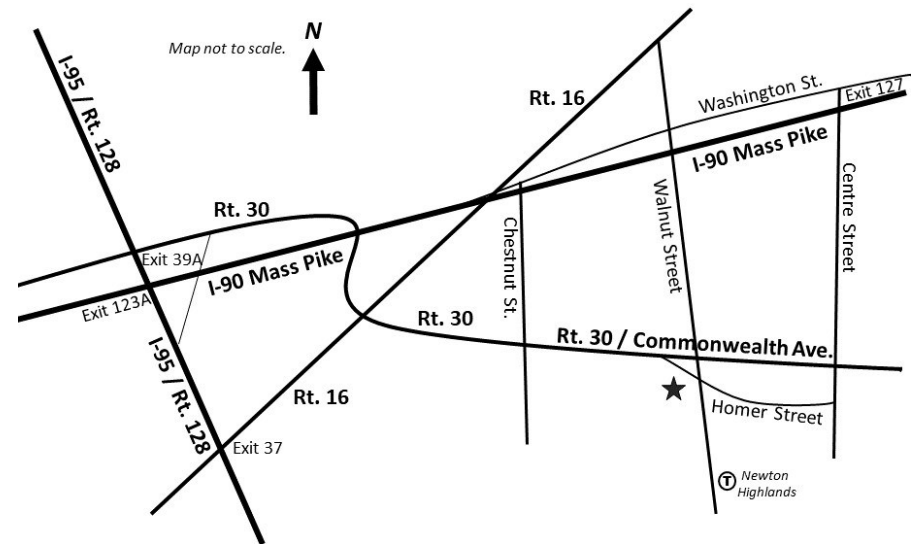 N
Map not to scale.
I-95 / Rt. 128
Rt. 16
Washington St.
Exit 127
I-90 Mass Pike
Rt. 30
Exit 39A
I-90 Mass Pike
Exit 123A
Chestnut St.
Walnut Street
Centre Street
Rt. 30
Rt. 30 / Commonwealth Ave.
I-95 / Rt. 128
Rt. 16
Homer Street
Exit 37
T
Newton
Highlands